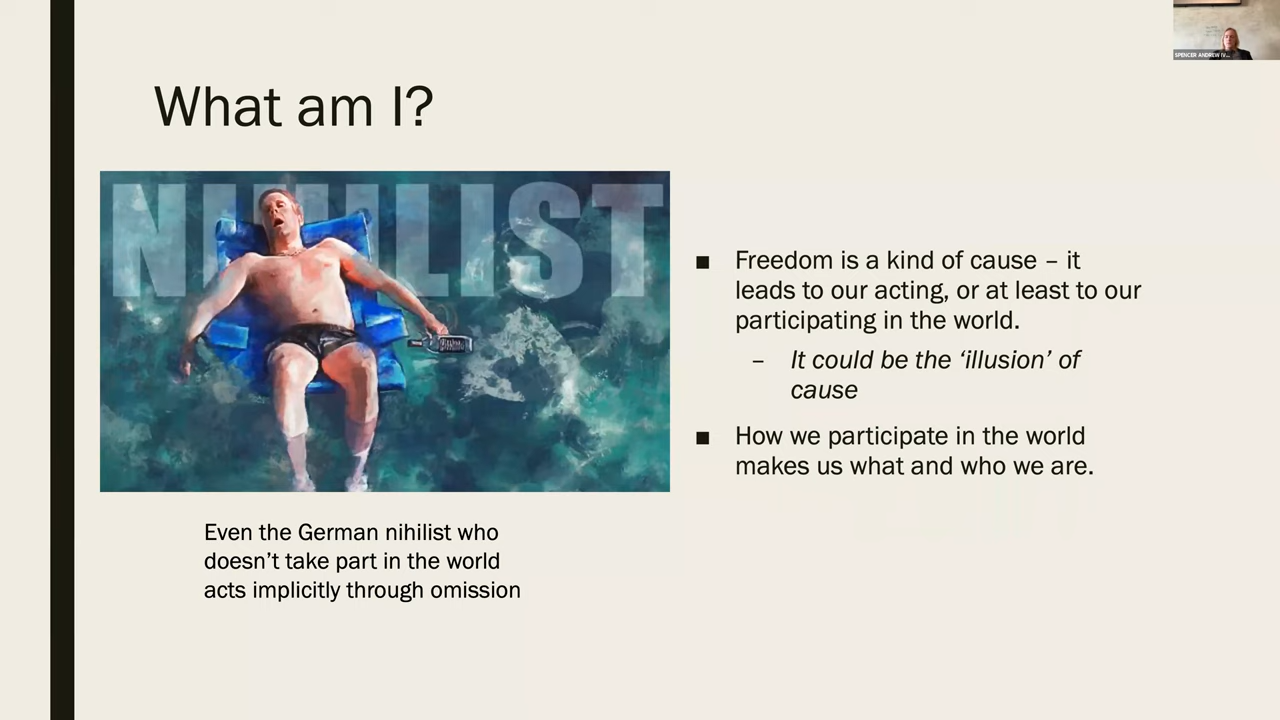 What am I?
NIHILIST
Freedom is a kind of cause – it
leads to our acting, or at least to our
participating in the world.
– It could be the ‘illusion’ of
cause
How we participate in the world
makes us what and who we are.
Even the German nihilist who
doesn’t take part in the world
acts implicitly through omission
SPENCER ANDREW IV...